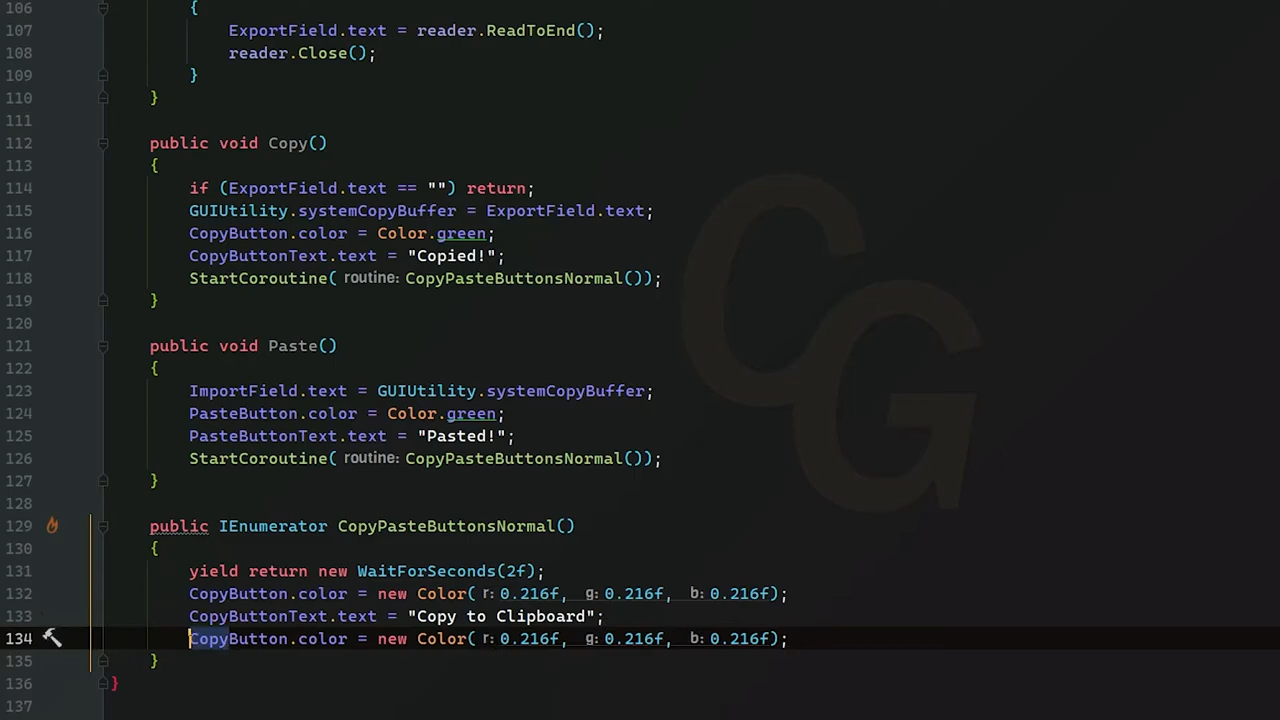 106 {
107 ExportField.text = reader.ReadToEnd();
108 reader.Close();
109 }
110 }
111
112 public void Copy()
113 {
114 if (ExportField.text == "") return;
115 GUIUtility.systemCopyBuffer = ExportField.text;
116 CopyButton.color = Color.green;
117 CopyButtonText.text = "Copied!";
118 StartCoroutine( routine: CopyPasteButtonsNormal());
119 }
120
121 public void Paste()
122 {
123 ImportField.text = GUIUtility.systemCopyBuffer;
124 PasteButton.color = Color.green;
125 PasteButtonText.text = "Pasted!";
126 StartCoroutine( routine: CopyPasteButtonsNormal());
127 }
128
129 public IEnumerator CopyPasteButtonsNormal()
130 {
131 yield return new WaitForSeconds(2f);
132 CopyButton.color = new Color( r: 0.216f, g: 0.216f, b: 0.216f);
133 CopyButtonText.text = "Copy to Clipboard";
134 CopyButton.color = new Color( r: 0.216f, g: 0.216f, b: 0.216f);
135 }
136 }
137
CG